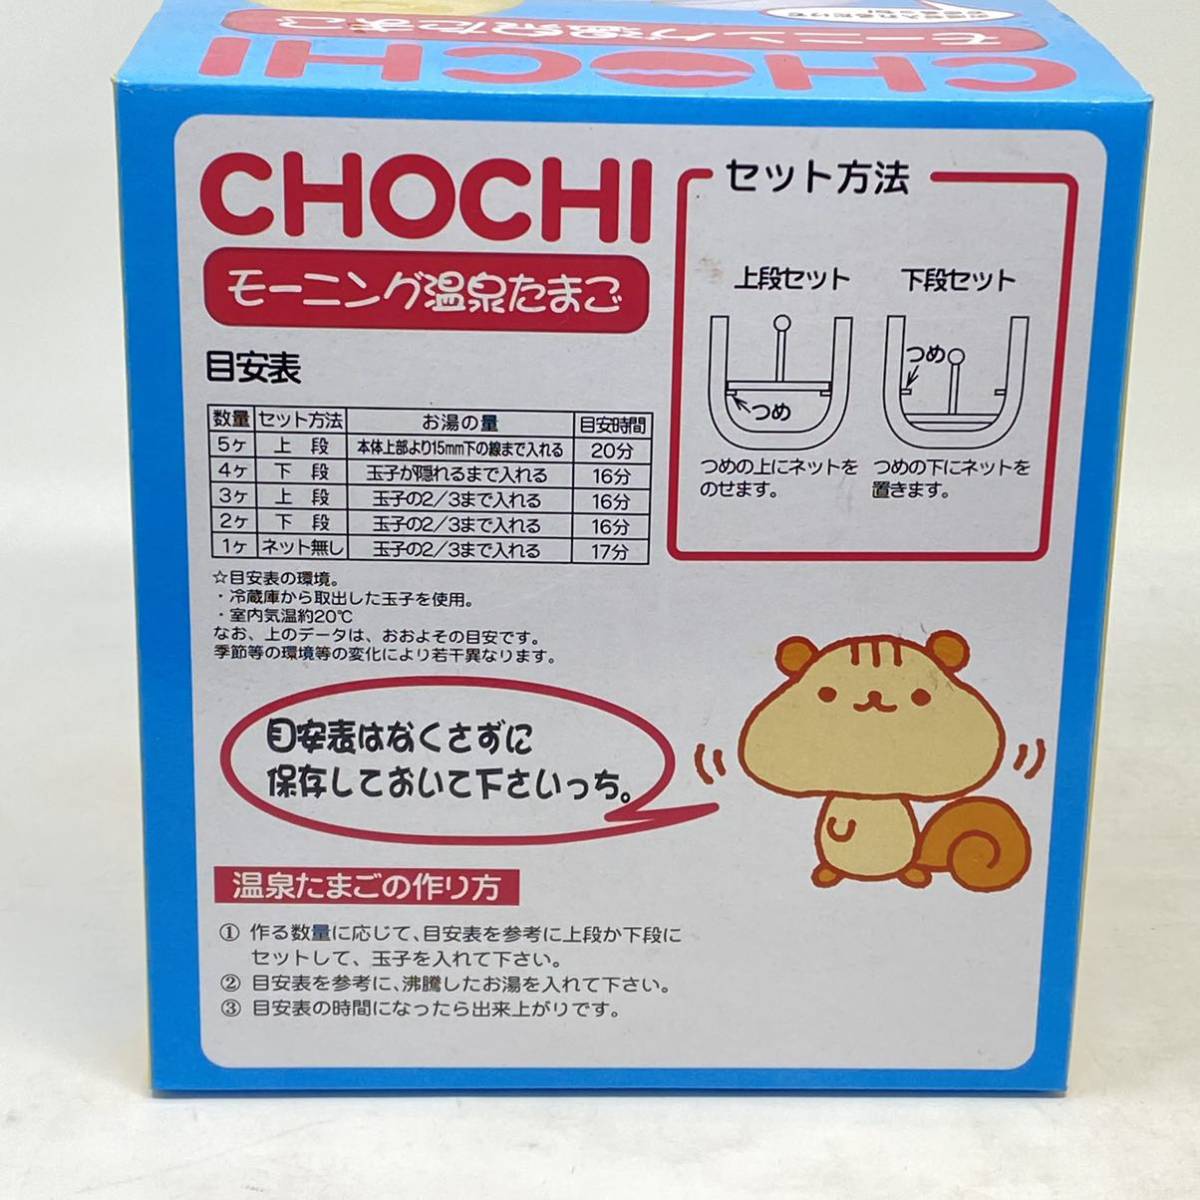 CHOCHI
モーニング温泉たまご
CHOCHI
モーニング温泉たまご
目安表
数量 セット方法 お湯の量 目安時間
5ヶ 上 段 本体上部より15mm下の線まで入れる 20分
4ヶ 下 段 玉子が隠れるまで入れる 16分
3ヶ 上 段 玉子の2/3まで入れる 16分
2ヶ 下 段 玉子の2/3まで入れる 16分
1ヶ ネット無し 玉子の2/3まで入れる 17分
☆目安表の環境。
・冷蔵庫から取出した玉子を使用。
・室内気温約20℃
なお、上のデータは、おおよその目安です。
季節等の環境等の変化により若干異なります。
セット方法
上段セット
つめ
つめの上にネットを
のせます。
下段セット
つめ
つめの下にネットを
置きます。
目安表はなくさずに
保存しておいて下さいっち。
温泉たまごの作り方
① 作る数量に応じて、目安表を参考に上段か下段に
セットして、玉子を入れて下さい。
② 目安表を参考に、沸騰したお湯を入れて下さい。
③ 目安表の時間になったら出来上がりです。